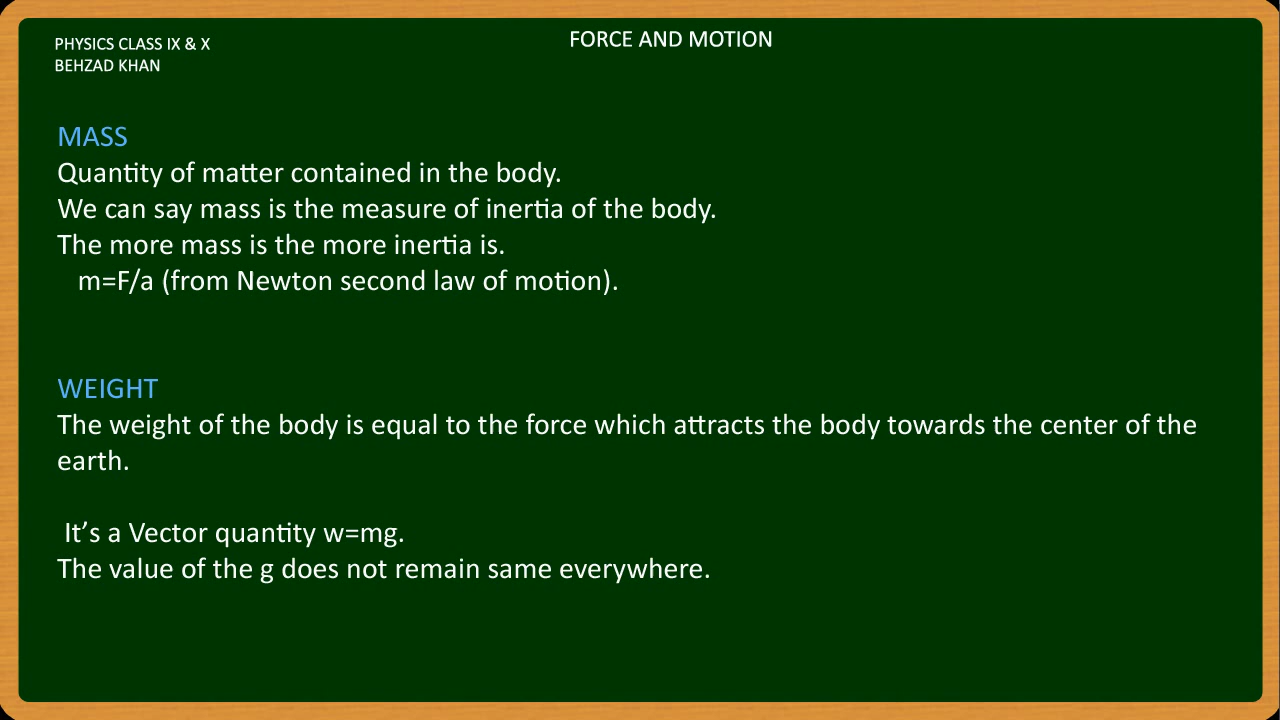 PHYSICS CLASS IX & X
BEHZAD KHAN
FORCE AND MOTION
MASS
Quantity of matter contained in the body.
We can say mass is the measure of inertia of the body.
The more mass is the more inertia is.
m=F/a (from Newton second law of motion).
WEIGHT
The weight of the body is equal to the force which attracts the body towards the center of the
earth.
It’s a Vector quantity w=mg.
The value of the g does not remain same everywhere.